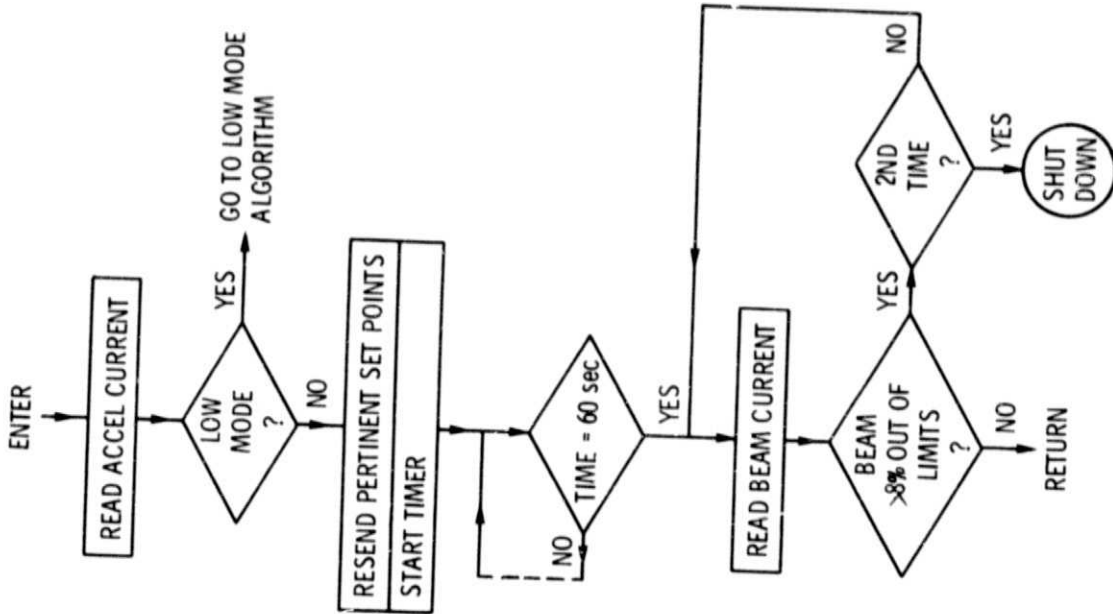 ENTER
READ ACCEL CURRENT
LOW
MODE
?
YES
GO TO LOW MODE
ALGORITHM
NO
RESEND PERTINENT SET POINTS
START TIMER
TIME = 60 sec
NO
YES
READ BEAM CURRENT
BEAM
>8% OUT OF
LIMITS
?
NO
RETURN
YES
2ND
TIME
?
NO
YES
SHUT
DOWN